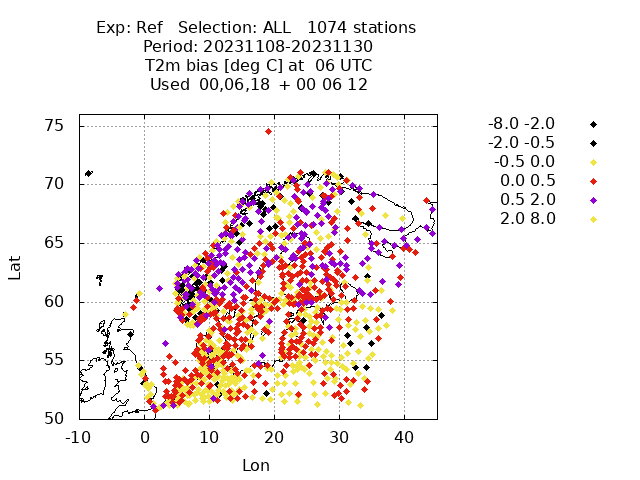 Exp: Ref   Selection: ALL   1074 stations
Period: 20231108-20231130
T2m bias [deg C] at  06 UTC
Used 00,06,18  + 00 06 12
-8.0 -2.0
-2.0 -0.5
-0.5 0.0
0.0 0.5
0.5 2.0
2.0 8.0
75
70
65
60
55
50
Lat
-10 0 10 20 30 40
Lon